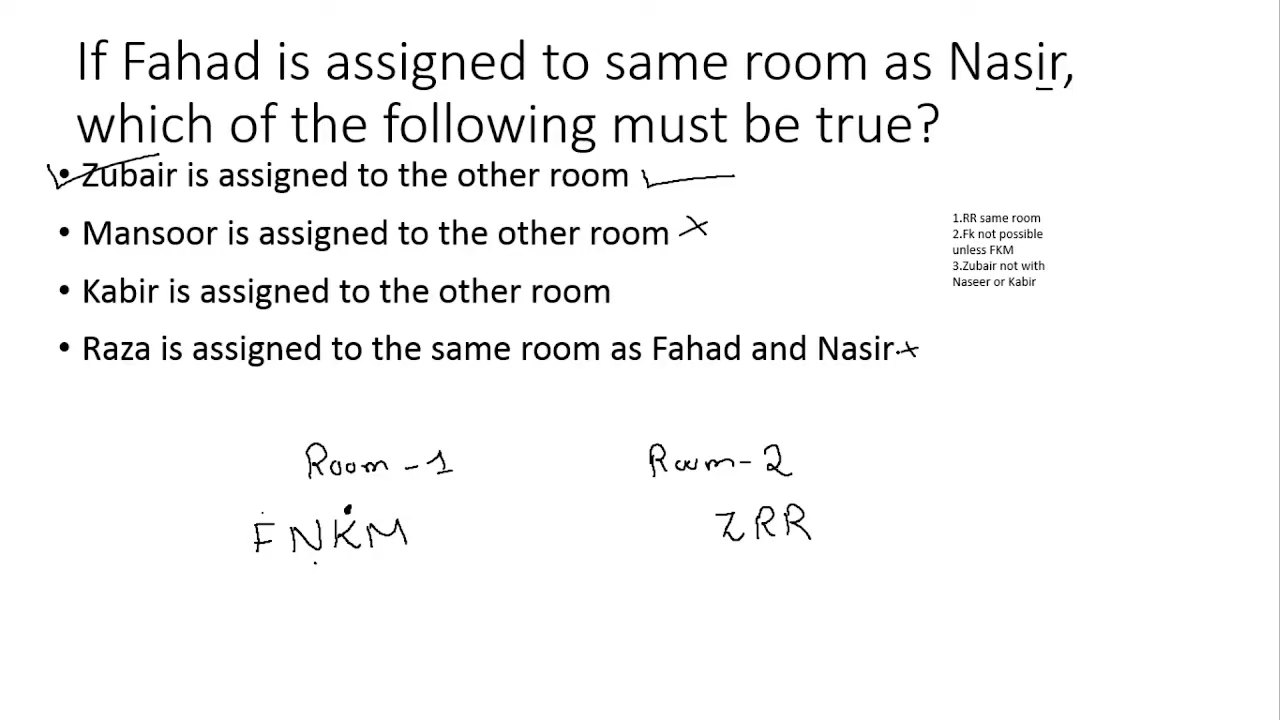 If Fahad is assigned to same room as Nasir,
which of the following must be true?
• Zubair is assigned to the other room
• Mansoor is assigned to the other room
• Kabir is assigned to the other room
• Raza is assigned to the same room as Fahad and Nasir
1.RR same room
2.Fk not possible
unless FKM
3.Zubair not with
Naseer or Kabir
Room-1 Room-2
FNKM ZRR